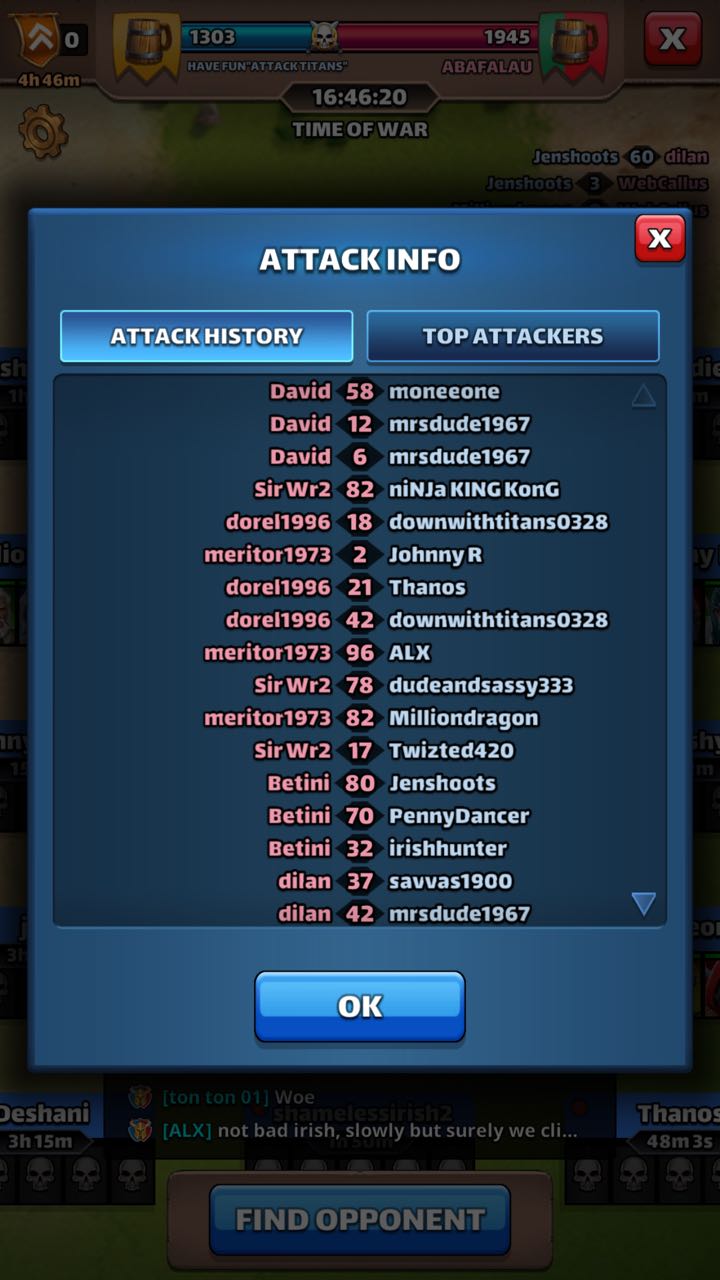 0
1303
1945
4h 46m
HAVE FUN"ATTACK TITANS"
ABAFALAU
X
16:46:20
TIME OF WAR
Jenshoots 60 dilan
Jenshoots 3 WebCallus
ATTACK INFO
X
ATTACK HISTORY
TOP ATTACKERS
David 58 moneeone
David 12 mrsdude1967
David 6 mrsdude1967
Sir Wr2 82 niNJa KING KonG
dorel1996 18 downwithtitans0328
meritor1973 2 Johnny R
dorel1996 21 Thanos
dorel1996 42 downwithtitans0328
meritor1973 96 ALX
Sir Wr2 78 dudeandsassy333
meritor1973 82 Milliondragon
Sir Wr2 17 Twizted420
Betini 80 Jenshoots
Betini 70 PennyDancer
Betini 32 irishhunter
dilan 37 savvas1900
dilan 42 mrsdude1967
OK
[ton ton 01] Woe
Deshani
shamelessirish2
Thanos
[ALX] not bad irish, slowly but surely we cli...
3h 15m
48m 3s
FIND OPPONENT